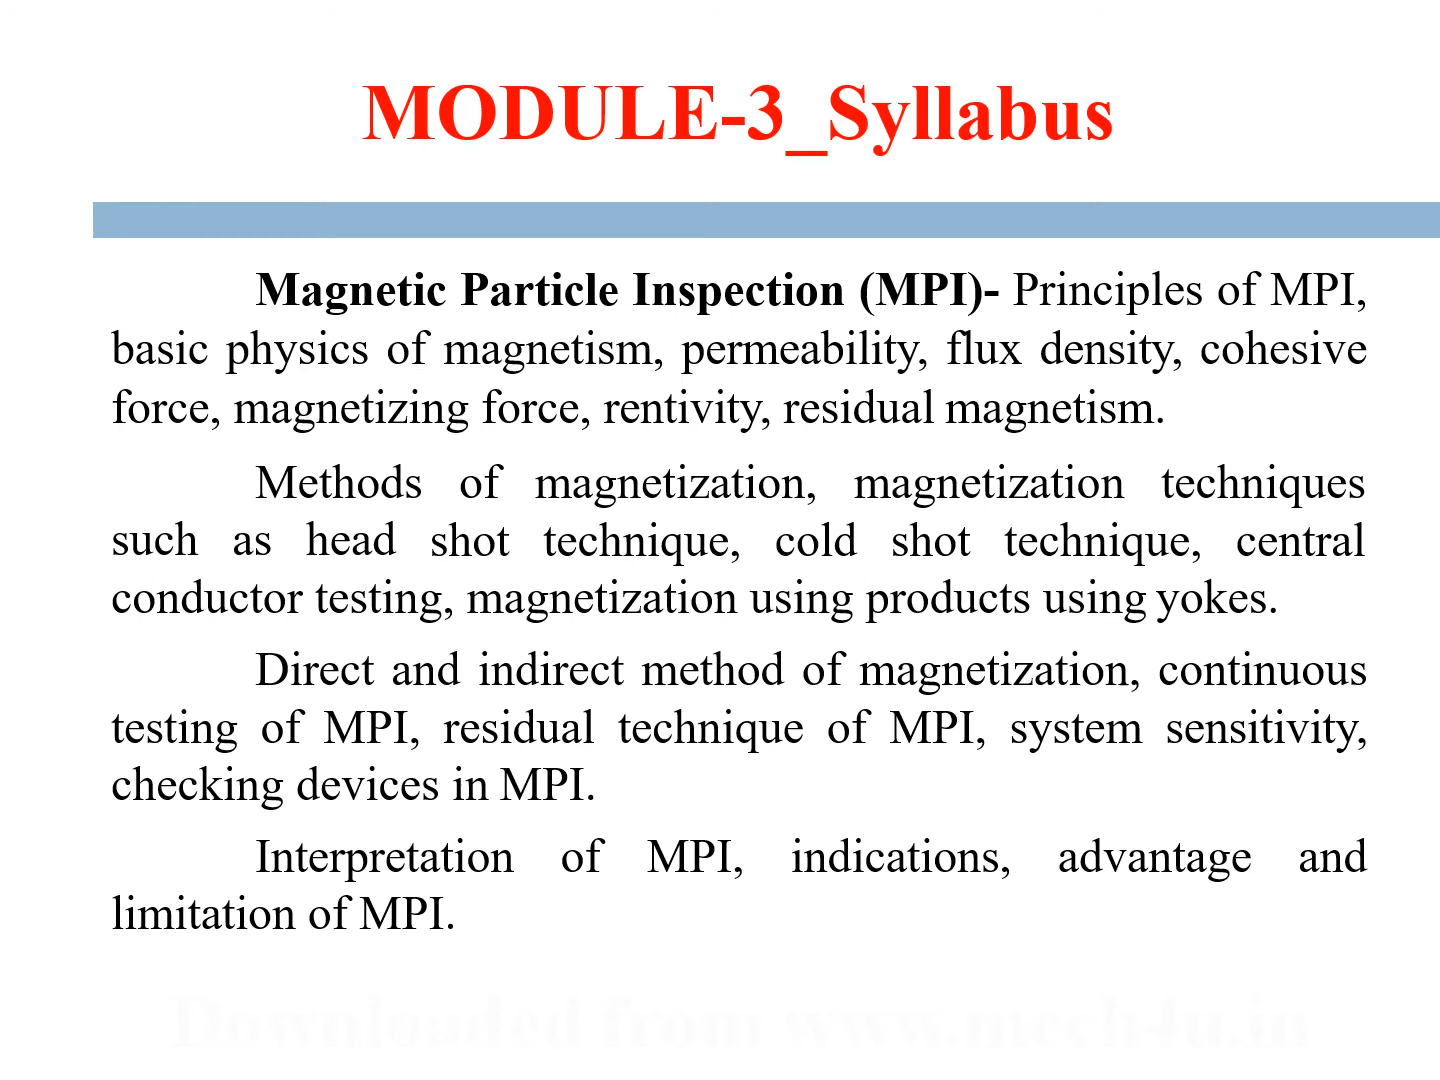 MODULE-3_Syllabus
Magnetic Particle Inspection (MPI)- Principles of MPI,
basic physics of magnetism, permeability, flux density, cohesive
force, magnetizing force, rentivity, residual magnetism.
Methods of magnetization, magnetization techniques
such as head shot technique, cold shot technique, central
conductor testing, magnetization using products using yokes.
Direct and indirect method of magnetization, continuous
testing of MPI, residual technique of MPI, system sensitivity,
checking devices in MPI.
Interpretation of MPI, indications, advantage and
limitation of MPI.
Downloaded from www.mech4u.in